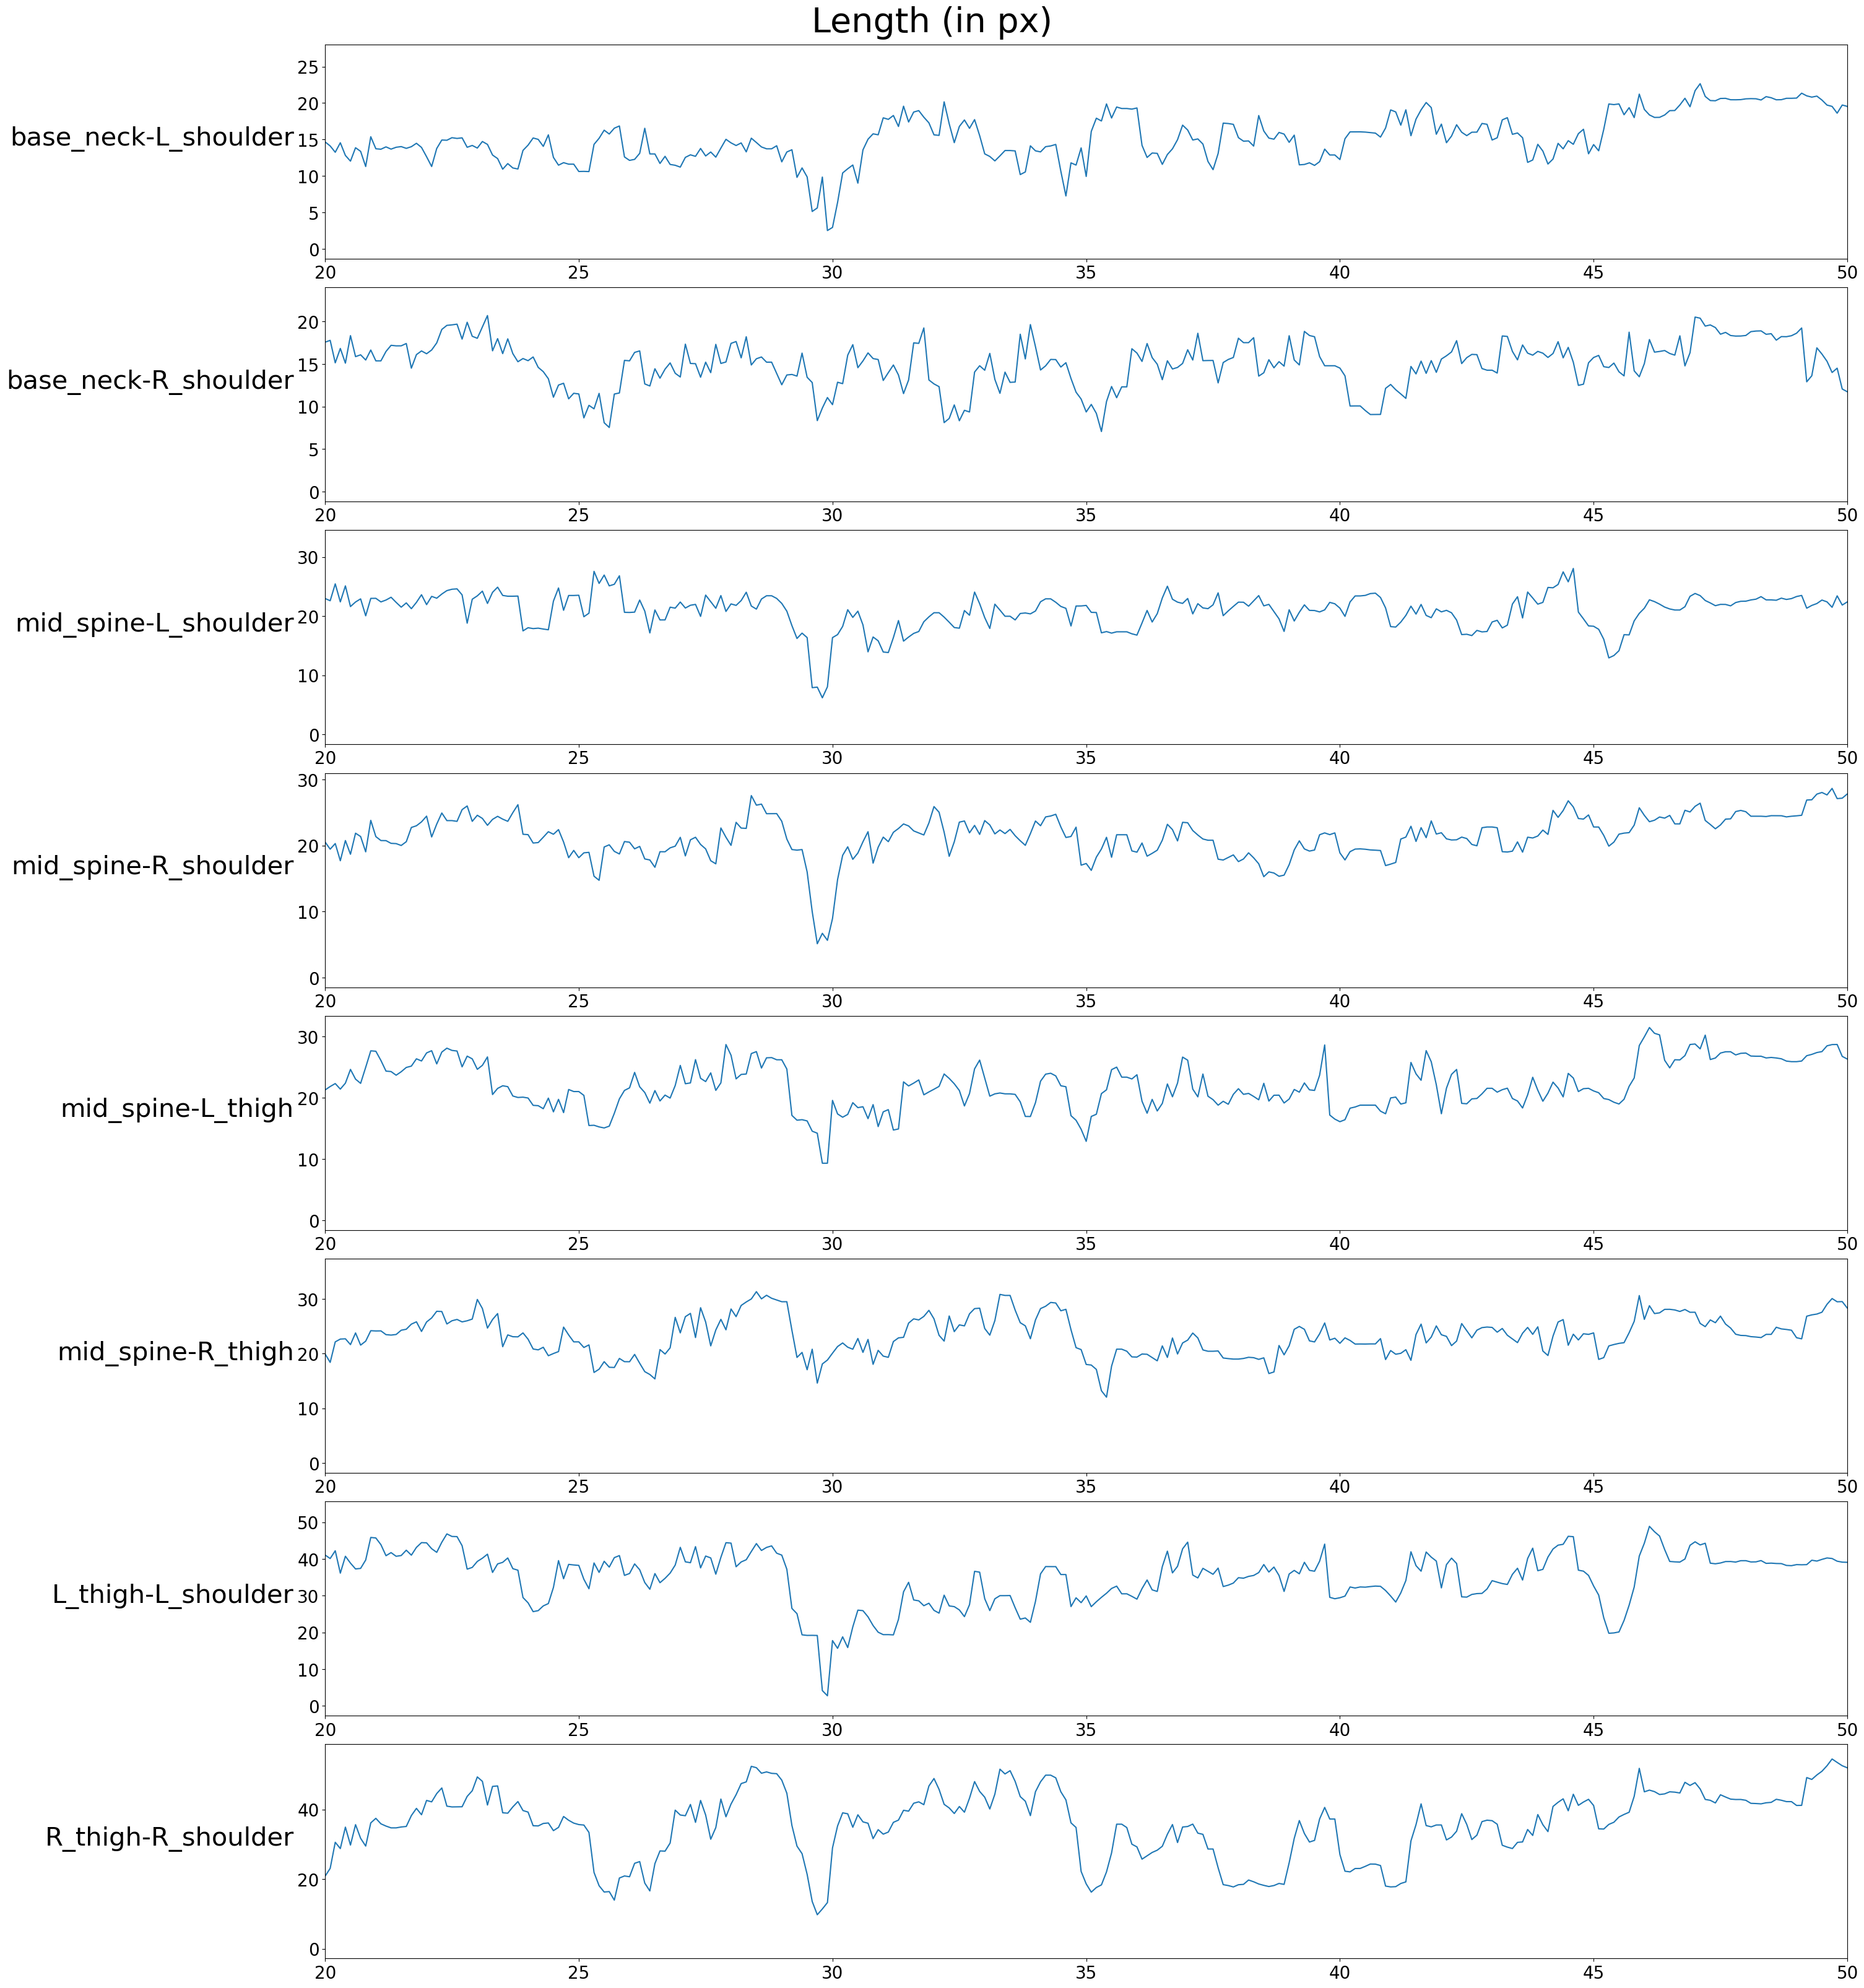 Length (in px)
25
20
15
10
5
0
base_neck-L_shoulder
20 25 30 35 40 45 50
20
15
10
5
0
base_neck-R_shoulder
20 25 30 35 40 45 50
30
20
10
0
mid_spine-L_shoulder
20 25 30 35 40 45 50
30
20
10
0
mid_spine-R_shoulder
20 25 30 35 40 45 50
30
20
10
0
mid_spine-L_thigh
20 25 30 35 40 45 50
30
20
10
0
mid_spine-R_thigh
20 25 30 35 40 45 50
50
40
30
20
10
0
L_thigh-L_shoulder
20 25 30 35 40 45 50
40
20
0
R_thigh-R_shoulder
20 25 30 35 40 45 50